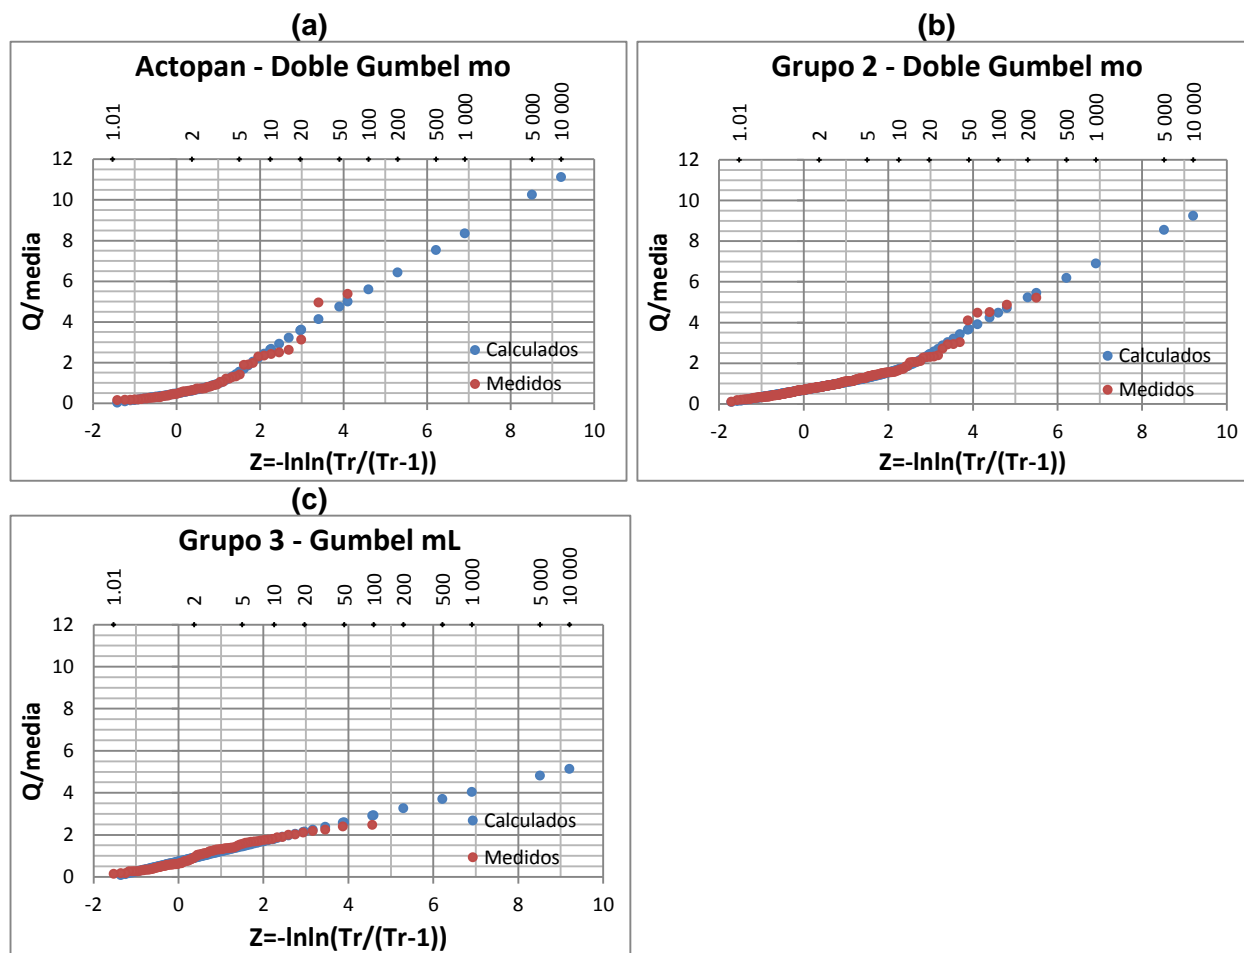 (a)
Actopan - Doble Gumbel mo
1.01 2 5 10 20 50 100 200 500 1 000 5 000 10 000
12
10
8
6
4
2
0
Q/media
Calculados
Medidos
-2 0 2 4 6 8 10
Z=-lnln(Tr/(Tr-1))
(b)
Grupo 2 - Doble Gumbel mo
1.01 2 5 10 20 50 100 200 500 1 000 5 000 10 000
12
10
8
6
4
2
0
Q/media
Calculados
Medidos
-2 0 2 4 6 8 10
Z=-lnln(Tr/(Tr-1))
(c)
Grupo 3 - Gumbel mL
1.01 2 5 10 20 50 100 200 500 1 000 5 000 10 000
12
10
8
6
4
2
0
Q/media
Calculados
Medidos
-2 0 2 4 6 8 10
Z=-lnln(Tr/(Tr-1))